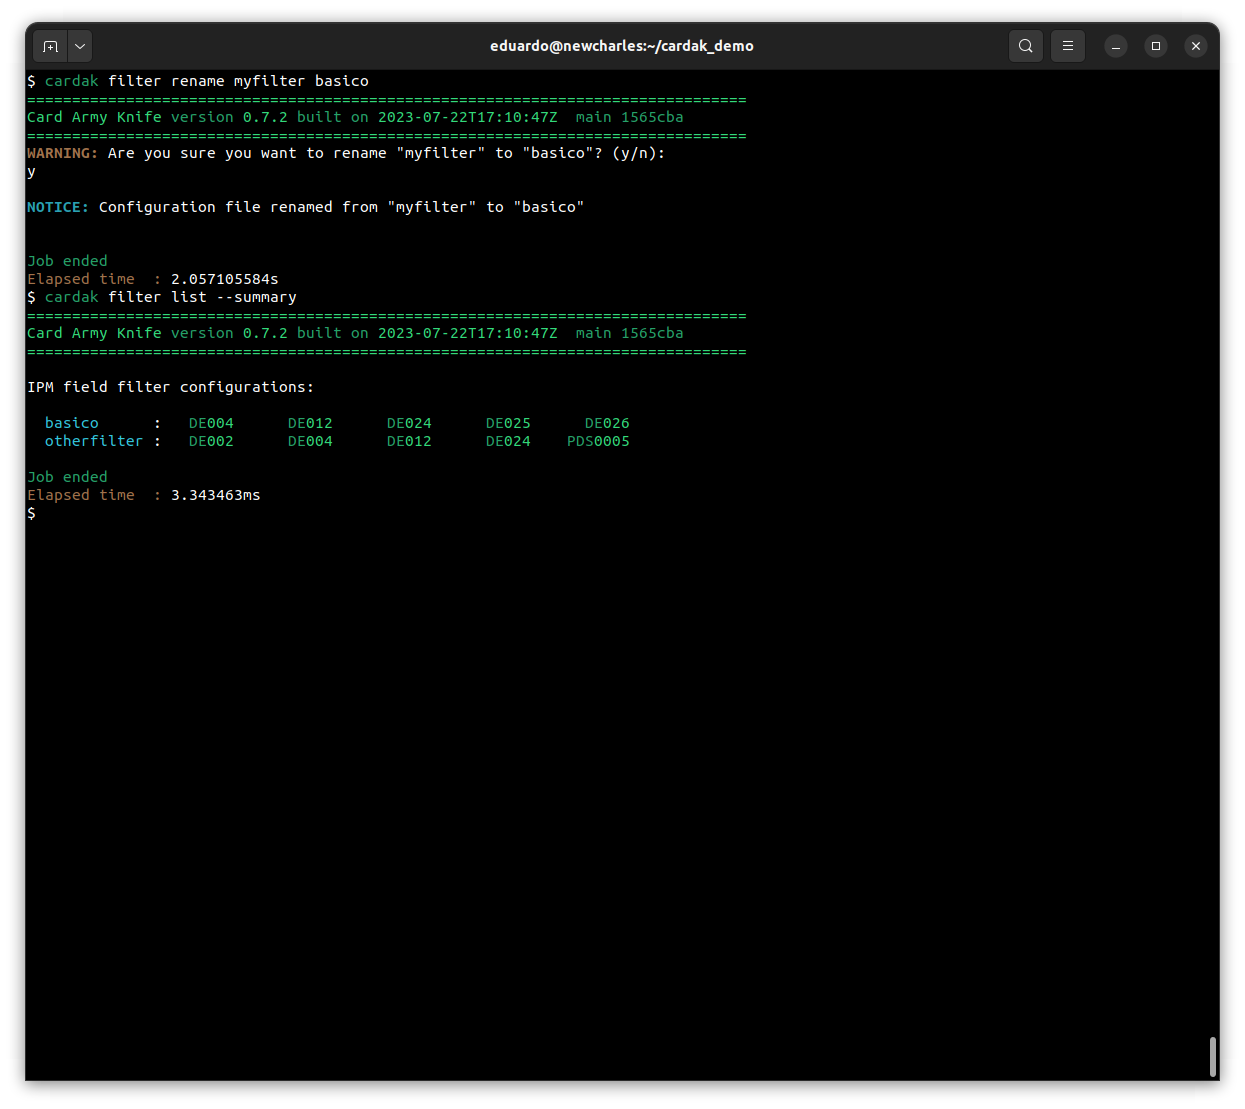 eduardo@newcharles:~/cardak_demo
$ cardak filter rename myfilter basico
================================================================================
Card Army Knife version 0.7.2 built on 2023-07-22T17:10:47Z  main 1565cba
================================================================================
WARNING: Are you sure you want to rename "myfilter" to "basico"? (y/n):
y
NOTICE: Configuration file renamed from "myfilter" to "basico"
Job ended
Elapsed time  : 2.057105584s
$ cardak filter list --summary
================================================================================
Card Army Knife version 0.7.2 built on 2023-07-22T17:10:47Z  main 1565cba
================================================================================
IPM field filter configurations:
  basico      :   DE004      DE012      DE024      DE025      DE026
  otherfilter :   DE002      DE004      DE012      DE024    PDS0005
Job ended
Elapsed time  : 3.343463ms
$